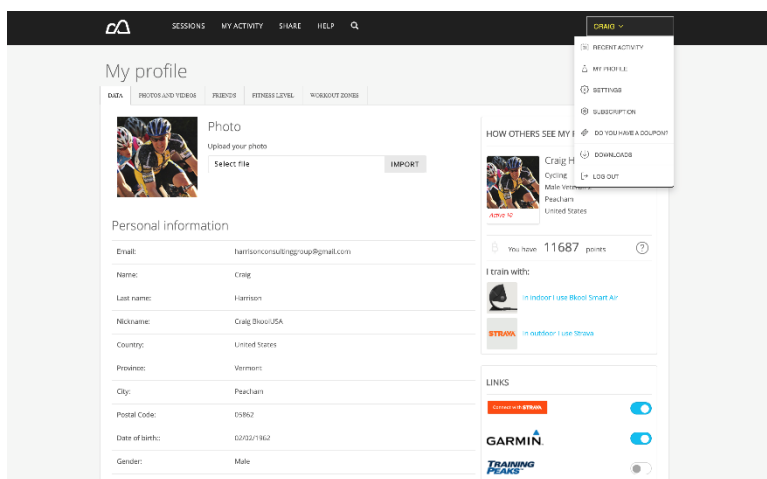 SESSIONS MY ACTIVITY SHARE HELP
CRAIG
RECENT ACTIVITY
MY PROFILE
SETTINGS
SUBSCRIPTION
DO YOU HAVE A COUPON?
DOWNLOADS
LOG OUT
My profile
DATA PHOTOS AND VIDEOS FRIENDS FITNESS LEVEL WORKOUT ZONES
Photo
Upload your photo
Select file IMPORT
Personal information
Email: harrisonconsultinggroup@gmail.com
Name: Craig
Last name: Harrison
Nickname: Craig BkoolUSA
Country: United States
Province: Vermont
City: Peacham
Postal Code: 05862
Date of birth:: 02/02/1962
Gender: Male
HOW OTHERS SEE MY
Craig H
Cycling
Male
Peacham
United States
You have 11687 points ?
I train with:
In indoor I use Bkool Smart Air
STRAVA In outdoor I use Strava
LINKS
Connect with STRAVA
GARMIN
TRAINING
PEAKS